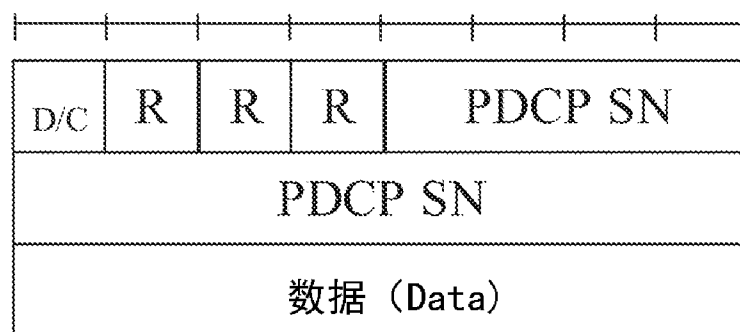 D/C R R R PDCP SN
PDCP SN
数据（Data）